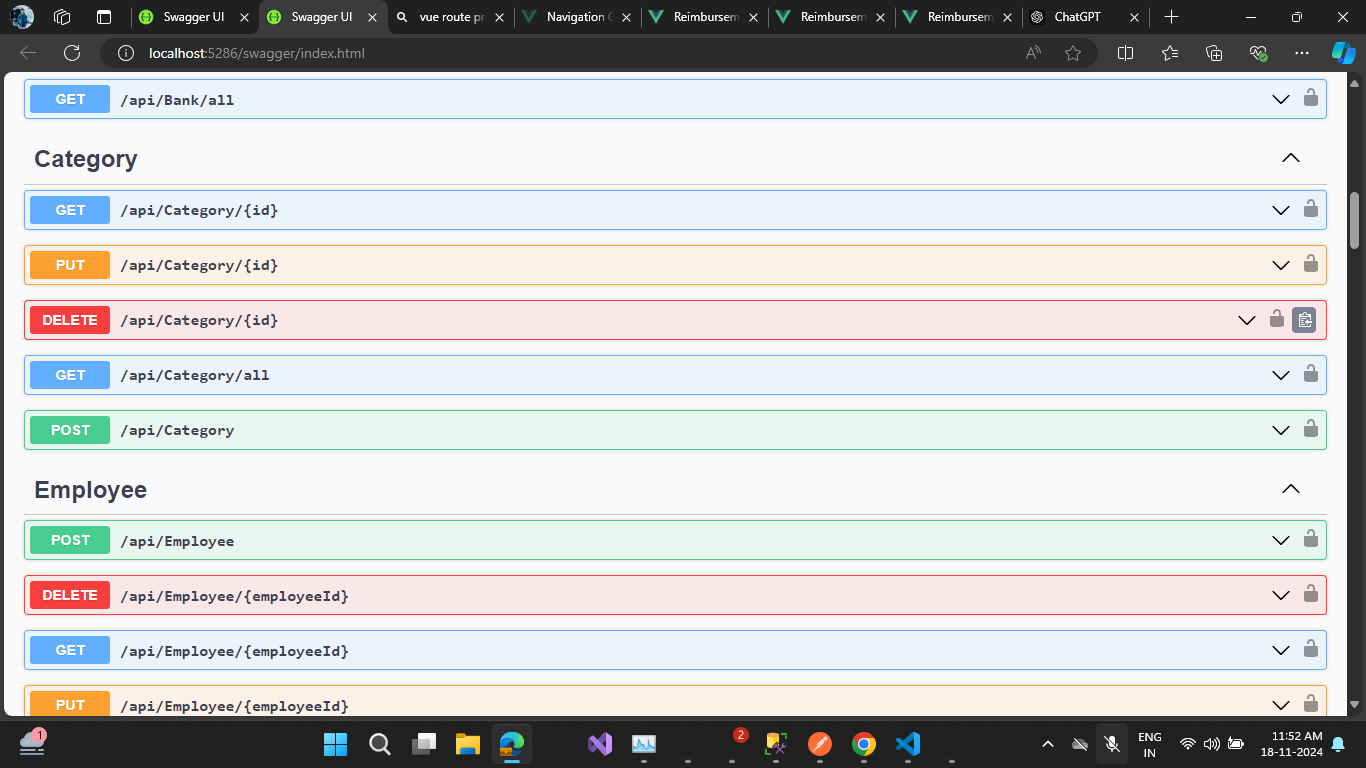 Swagger UI
Swagger UI
vue route pr
Navigation G
Reimbursem
Reimbursem
Reimbursem
ChatGPT
localhost:5286/swagger/index.html
GET /api/Bank/all
Category
GET /api/Category/{id}
PUT /api/Category/{id}
DELETE /api/Category/{id}
GET /api/Category/all
POST /api/Category
Employee
POST /api/Employee
DELETE /api/Employee/{employeeId}
GET /api/Employee/{employeeId}
PUT /api/Employee/{employeeId}
1
2
ENG
IN
11:52 AM
18-11-2024